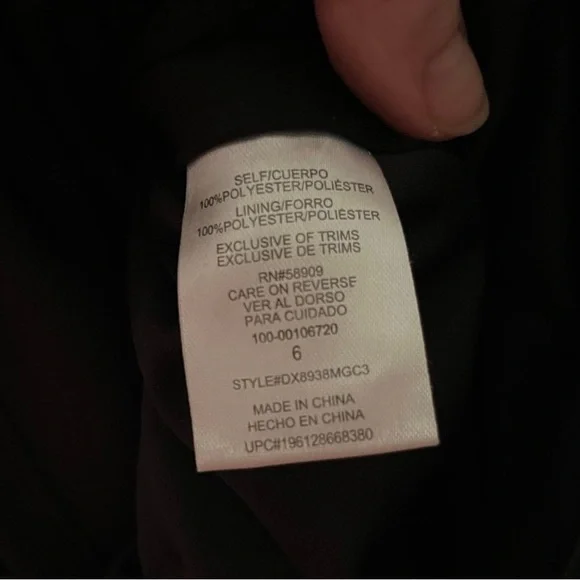 SELF/CUERPO
100%POLYESTER/POLIÉSTER
LINING/FORRO
100%POLYESTER/POLIÉSTER
EXCLUSIVE OF TRIMS
EXCLUSIVE DE TRIMS
RN#58909
CARE ON REVERSE
VER AL DORSO
PARA CUIDADO
100-00106720
6
STYLE#DX8938MGC3
MADE IN CHINA
HECHO EN CHINA
UPC#196128668380